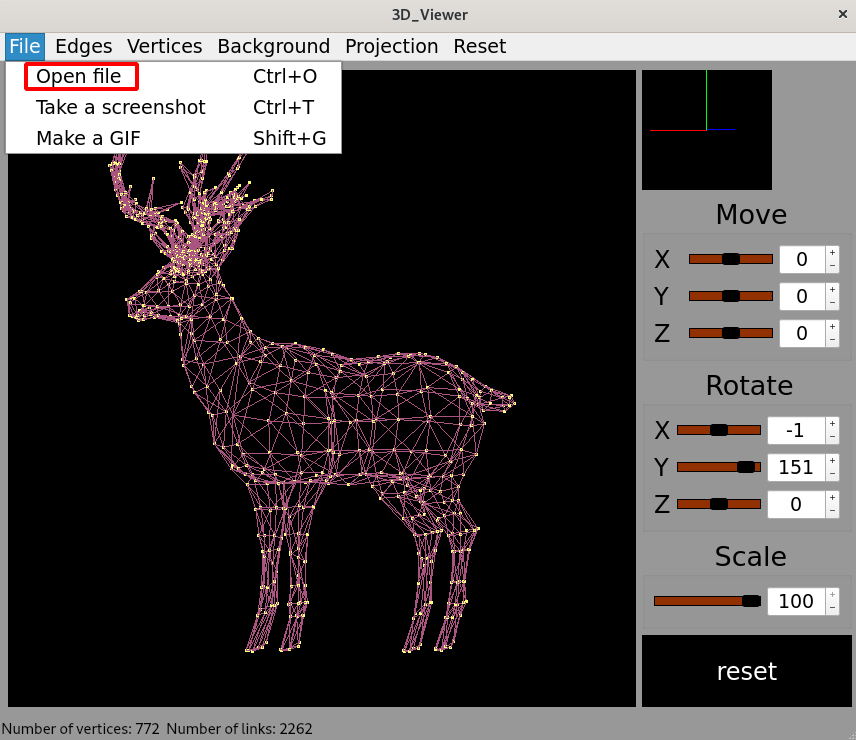 3D_Viewer
×
File Edges Vertices Background Projection Reset
Open file Ctrl+O
Take a screenshot Ctrl+T
Make a GIF Shift+G
Move
X 0 + −
Y 0 + −
Z 0 + −
Rotate
X -1 + −
Y 151 + −
Z 0 + −
Scale
100 + −
reset
Number of vertices: 772 Number of links: 2262